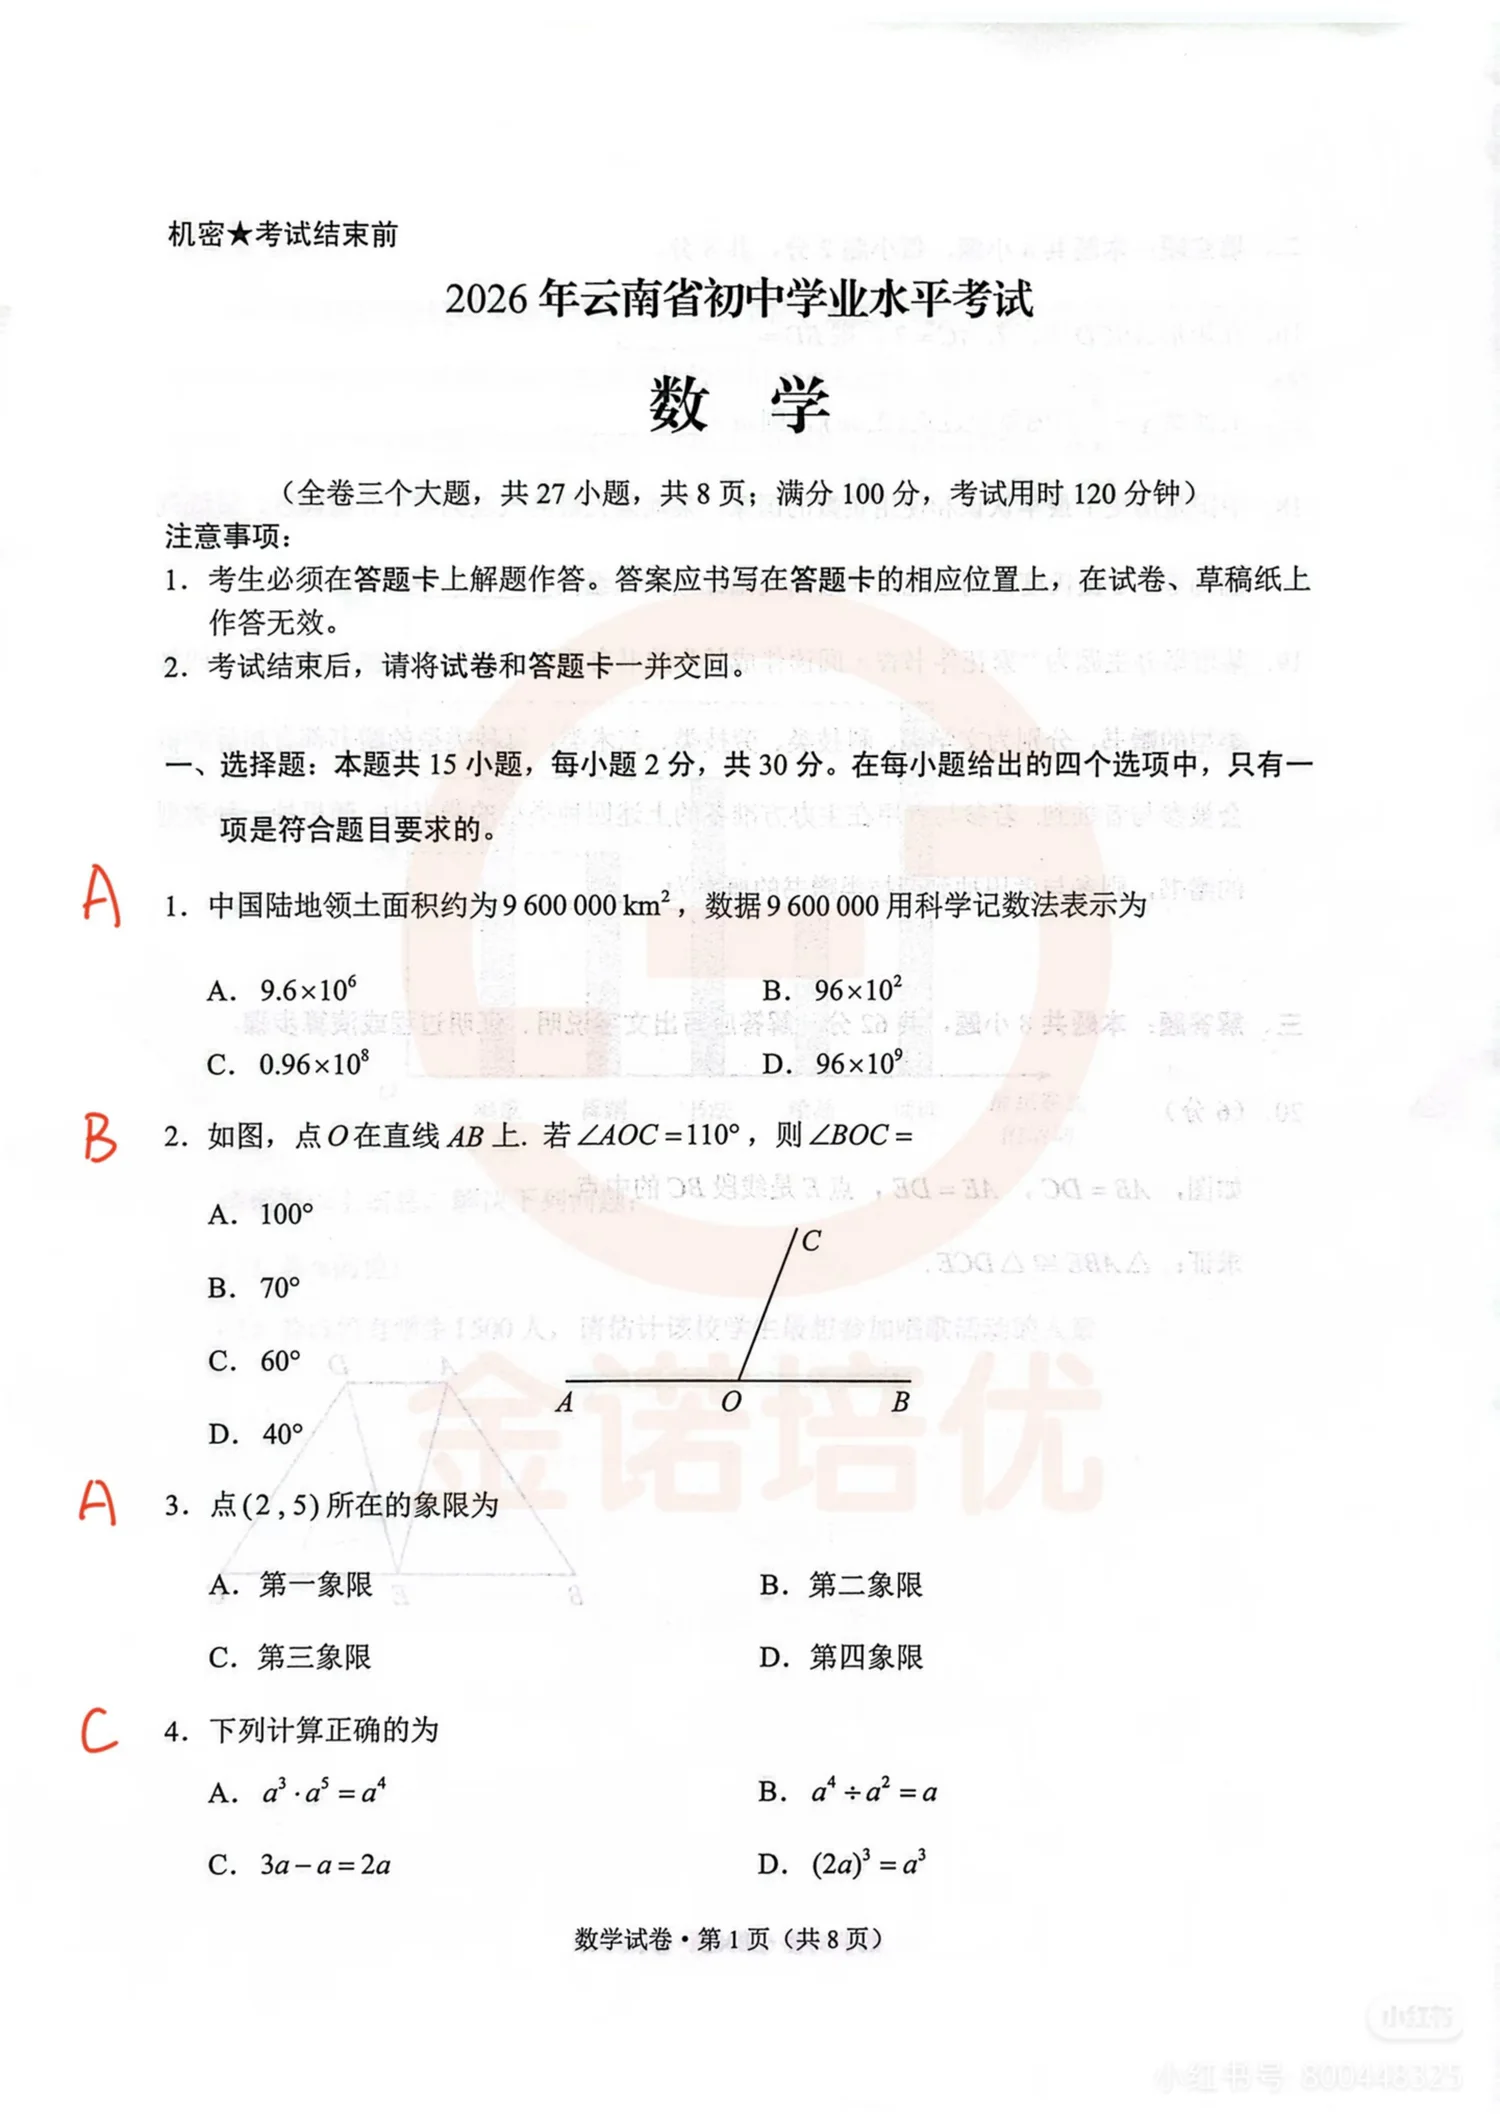 机密★考试结束前
2026年云南省初中学业水平考试
数 学
（全卷三个大题，共27小题，共8页；满分100分，考试用时120分钟）
注意事项：
1．考生必须在答题卡上解题作答。答案应书写在答题卡的相应位置上，在试卷、草稿纸上
作答无效。
2．考试结束后，请将试卷和答题卡一并交回。
一、选择题：本题共15小题，每小题2分，共30分。在每小题给出的四个选项中，只有一
项是符合题目要求的。
A 1．中国陆地领土面积约为9 600 000 km²，数据9 600 000用科学记数法表示为
A．9.6×10⁶ B．96×10²
C．0.96×10⁸ D．96×10⁹
B 2．如图，点O在直线AB上. 若∠AOC=110°，则∠BOC=
A．100°
B．70°
C．60°
D．40°
C
A O B
A 3．点(2,5)所在的象限为
A．第一象限 B．第二象限
C．第三象限 D．第四象限
C 4．下列计算正确的为
A．a³·a⁵=a⁴ B．a⁴÷a²=a
C．3a−a=2a D．(2a)³=a³
数学试卷·第1页（共8页）
金诺培优
小红书
小红书号 800448325